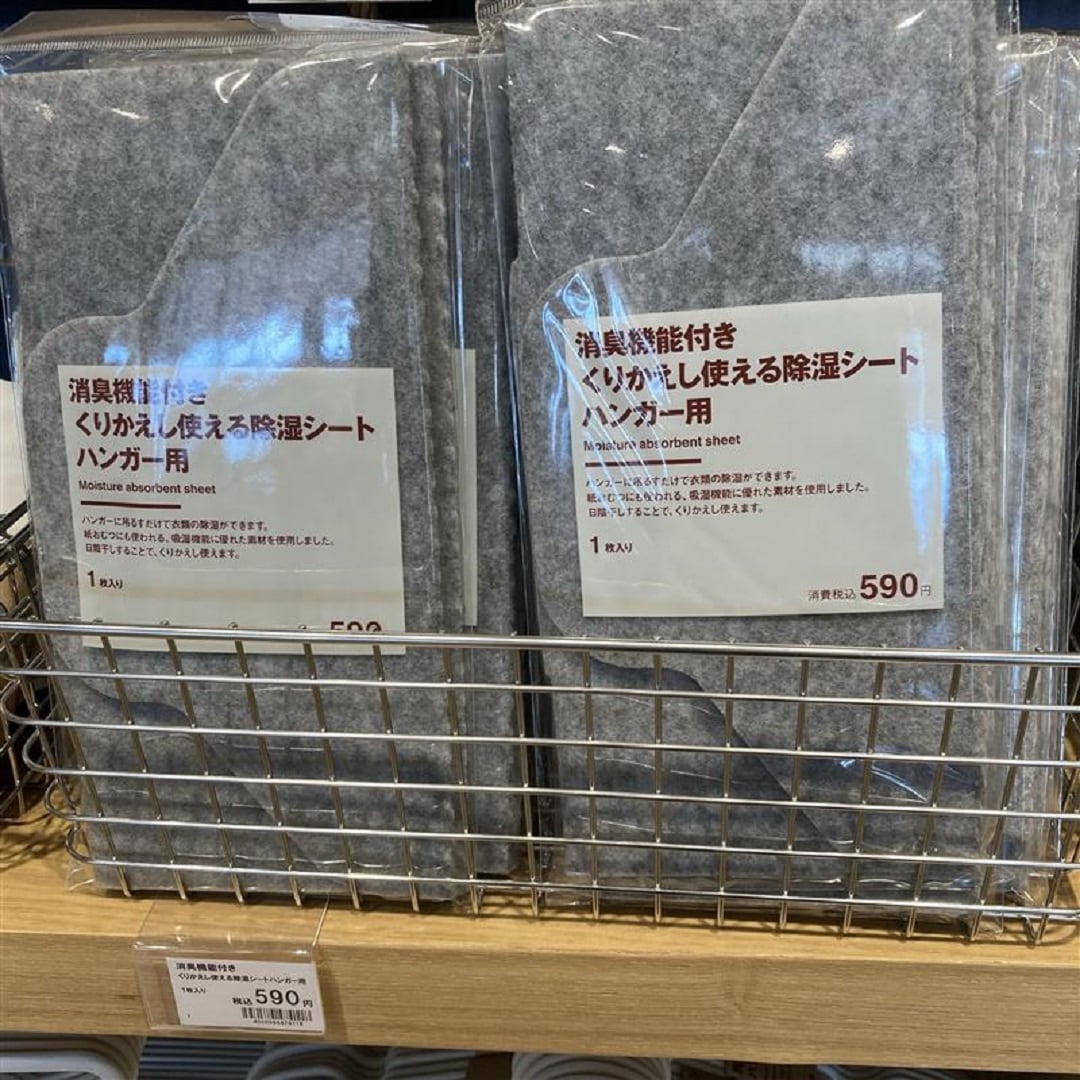 消臭機能付き
くりかえし使える除湿シート
ハンガー用
Moisture absorbent sheet
ハンガーに吊るすだけで衣類の除湿ができます。
紙おむつにも使われる、吸湿機能に優れた素材を使用しました。
日陰干しすることで、くりかえし使えます。
1枚入り
590
消臭機能付き
くりかえし使える除湿シート
ハンガー用
Moisture absorbent sheet
ハンガーに吊るすだけで衣類の除湿ができます。
紙おむつにも使われる、吸湿機能に優れた素材を使用しました。
日陰干しすることで、くりかえし使えます。
1枚入り
消費税込590円
消臭機能付き
くりかえし使える除湿シートハンガー用
1枚入り
税込590円